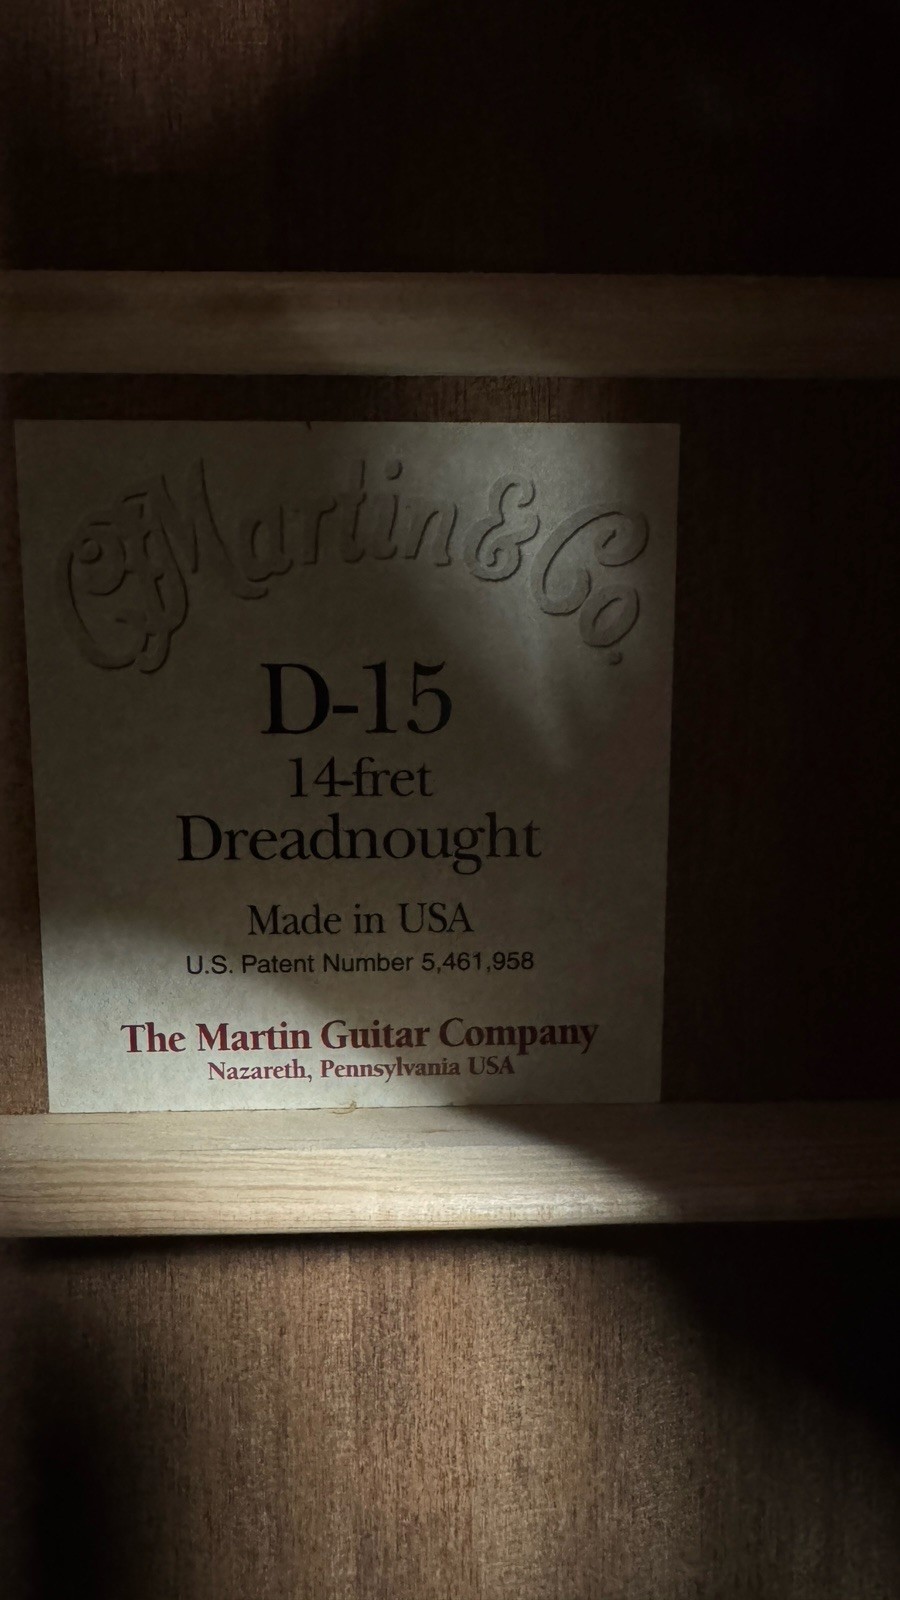 CF Martin & Co.
D-15
14-fret
Dreadnought
Made in USA
U.S. Patent Number 5,461,958
The Martin Guitar Company
Nazareth, Pennsylvania USA